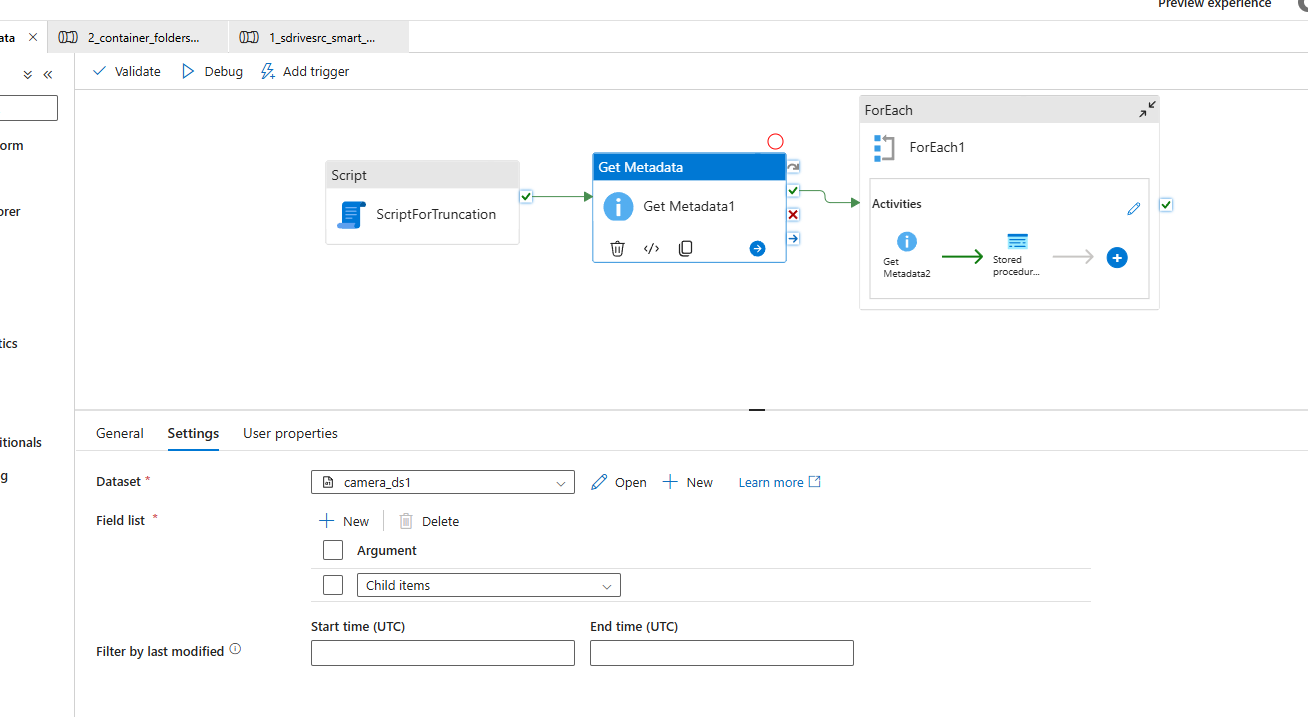 Preview experience
ata
2_container_folders...
1_sdrivesrc_smart_...
Validate
Debug
Add trigger
orm
orer
tics
itionals
g
Script
ScriptForTruncation
Get Metadata
Get Metadata1
ForEach
ForEach1
Activities
Get
Metadata2
Stored
procedur...
General
Settings
User properties
Dataset *
camera_ds1
Open
New
Learn more
Field list *
New
Delete
Argument
Child items
Start time (UTC)
End time (UTC)
Filter by last modified